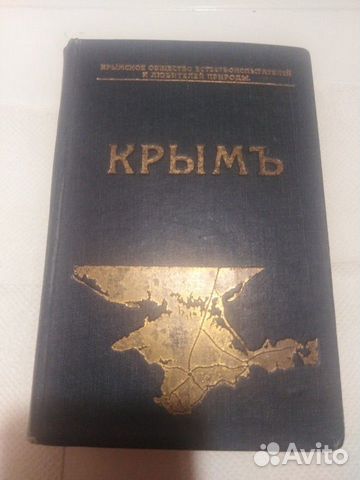 КРЫМСКОЕ ОБЩЕСТВО ЕСТЕСТВОИСПЫТАТЕЛЕЙ
И ЛЮБИТЕЛЕЙ ПРИРОДЫ.
КРЫМЪ
Avito